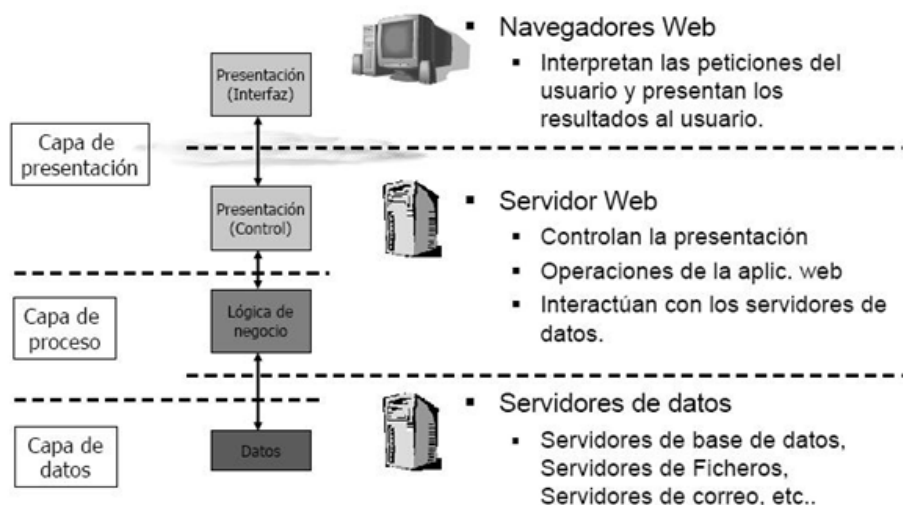 Presentación
(Interfaz)
Capa de
presentación
Presentación
(Control)
Capa de
proceso
Lógica de
negocio
Capa de
datos
Datos
▪ Navegadores Web
▪ Interpretan las peticiones del
usuario y presentan los
resultados al usuario.
▪ Servidor Web
▪ Controlan la presentación
▪ Operaciones de la aplic. web
▪ Interactúan con los servidores de
datos.
▪ Servidores de datos
▪ Servidores de base de datos,
Servidores de Ficheros,
Servidores de correo, etc..